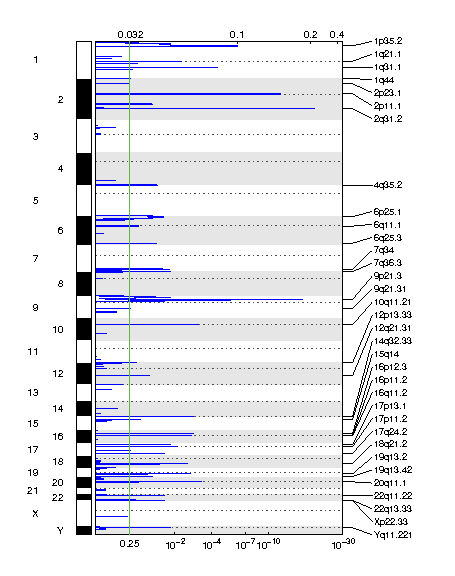 0.032 0.1 0.2 0.4
1
2
3
4
5
6
7
8
9
10
11
12
13
14
15
16
17
18
19
20
21
22
X
Y
1p35.2
1q21.1
1q31.1
1q44
2p23.1
2p11.1
2q31.2
4q35.2
6p25.1
6q11.1
6q25.3
7q34
7q36.3
9p21.3
9q21.31
10q11.21
12p13.33
12q21.31
14q32.33
15q14
16p12.3
16p11.2
16q11.2
17p13.1
17p11.2
17q24.2
18q21.2
19q13.2
19q13.42
20q11.1
22q11.22
22q13.33
Xp22.33
Yq11.221
0.25 10⁻² 10⁻⁴ 10⁻⁷ 10⁻¹⁰ 10⁻³⁰